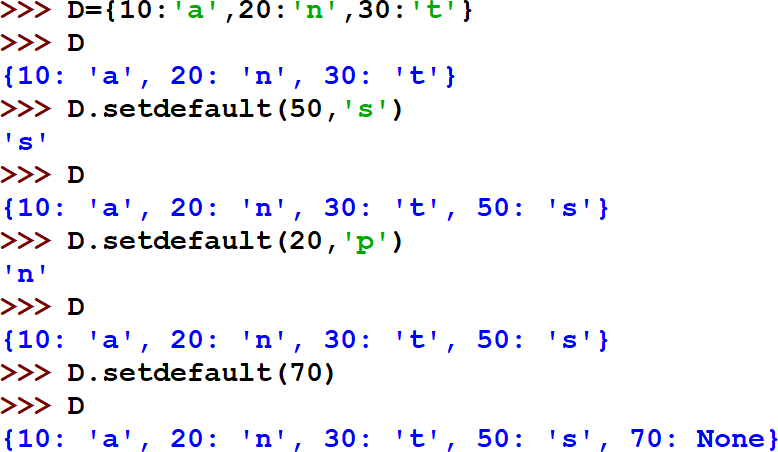 >>> D={10:'a',20:'n',30:'t'}
>>> D
{10: 'a', 20: 'n', 30: 't'}
>>> D.setdefault(50,'s')
's'
>>> D
{10: 'a', 20: 'n', 30: 't', 50: 's'}
>>> D.setdefault(20,'p')
'n'
>>> D
{10: 'a', 20: 'n', 30: 't', 50: 's'}
>>> D.setdefault(70)
>>> D
{10: 'a', 20: 'n', 30: 't', 50: 's', 70: None}